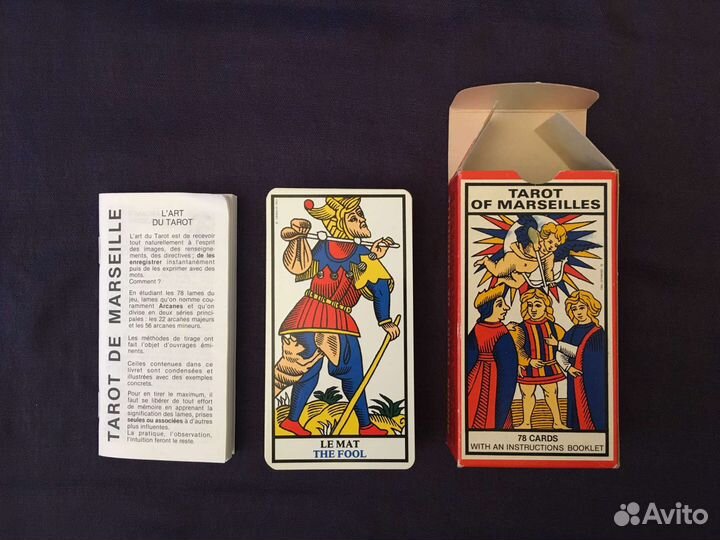 TAROT DE MARSEILLE
L'ART
DU TAROT
L'art du Tarot est de recevoir
tout naturellement à l'esprit
des images, des renseigne-
ments, des directives; de les
enregistrer instantanément
puis de les exprimer avec des
mots.
Comment ?
En étudiant les 78 lames du
jeu, lames qu'on nomme cou-
ramment Arcanes et qu'on
divise en deux séries princi-
pales : les 22 arcanes majeurs
et les 56 arcanes mineurs.
Les méthodes de tirage ont
fait l'objet d'ouvrages émi-
nents.
Celles contenues dans ce
livret sont condensées et
illustrées avec des exemples
concrets.
Pour en tirer le maximum, il
faut se libérer de tout effort
de mémoire en apprenant la
signification des lames, prises
seules ou associées à d'autres
plus influentes.
La pratique, l'observation,
l'intuition feront le reste.
LE MAT
THE FOOL
TAROT
OF MARSEILLES
78 CARDS
WITH AN INSTRUCTIONS BOOKLET
Avito